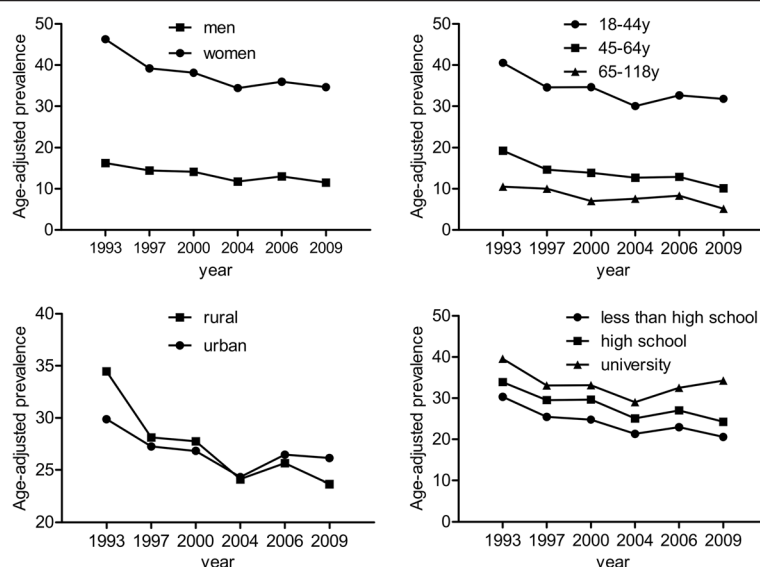 50
40
30
20
10
0
Age-adjusted prevalence
men
women
1993 1997 2000 2004 2006 2009
year
50
40
30
20
10
0
Age-adjusted prevalence
18-44y
45-64y
65-118y
1993 1997 2000 2004 2006 2009
year
40
35
30
25
20
Age-adjusted prevalence
rural
urban
1993 1997 2000 2004 2006 2009
year
50
40
30
20
10
0
Age-adjusted prevalence
less than high school
high school
university
1993 1997 2000 2004 2006 2009
year